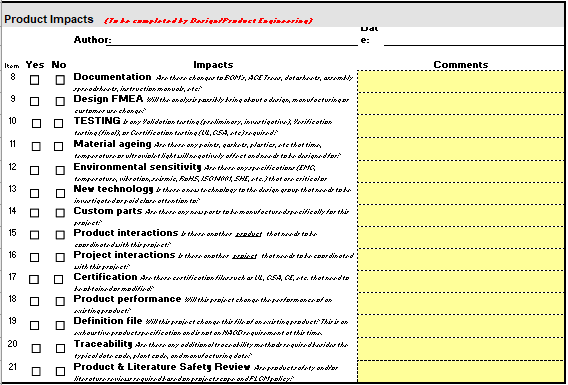 Product Impacts (To be completed by Design/Product Engineering)
Author: Dat
e:
Item Yes No Impacts Comments
8 Documentation Are there changes to BOM's, ACE Trees, datasheets, assembly
spreadsheets, instruction manuals, etc?
9 Design FMEA Will the analysis possibly bring about a design, manufacturing or
customer use change?
10 TESTING Is any Validation testing (preliminary, investigative), Verification
testing (final), or Certification testing (UL, CSA, etc) required?
11 Material ageing Are there any paints, gaskets, plastics, etc that time,
temperature or ultraviolet light will negatively effect and needs to be designed for?
12 Environmental sensitivity Are there any specifications (EMC,
temperature, vibration, seismic, RoHS, ISO14001, SHE, etc.) that are critical or
13 New technology Is there a new technology to the design group that needs to be
investigated or paid close attention to?
14 Custom parts Are there any new parts to be manufactured specifically for this
project?
15 Product interactions Is there another product that needs to be
coordinated with this project?
16 Project interactions Is there another project that needs to be coordinated
with this project?
17 Certification Are there certification files such as UL, CSA, CE, etc. that need to
be obtained or modified?
18 Product performance Will this project change the performance of an
existing product?
19 Definition file Will this project change this file of an existing product? This is an
exhaustive product specification and is not an MAOD requirement at this time.
20 Traceability Are there any additional traceability methods required besides the
typical date code, plant code, and manufacturing date?
21 Product & Literature Safety Review Are product safety and/or
literature review required based on project scope and PLCM policy?